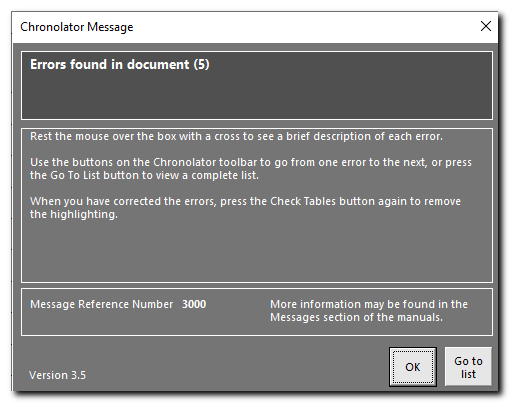 Chronolator Message
Errors found in document (5)
Rest the mouse over the box with a cross to see a brief description of each error.
Use the buttons on the Chronolator toolbar to go from one error to the next, or press
the Go To List button to view a complete list.
When you have corrected the errors, press the Check Tables button again to remove
the highlighting.
Message Reference Number 3000
More information may be found in the
Messages section of the manuals.
Version 3.5
OK
Go to
list